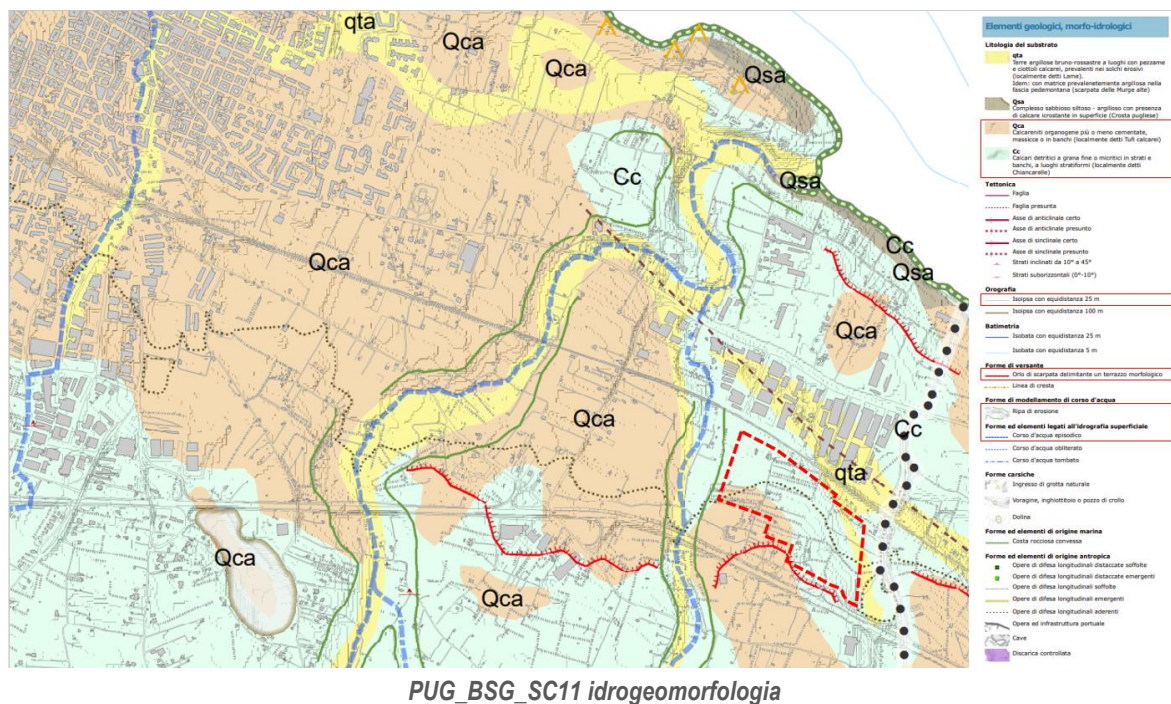 qta
Qca
Qca
Qsa
Cc
Qsa
Qca
Cc
Qsa
Qca
Qca
Cc
qta
Qca
Qca
Elementi geologici, morfo-idrologici
Litologia del substrato
qta
Terre argillose bruno-rossastre a luoghi con pezzame
e ciottoli calcarei, prevalenti nei solchi erosivi
(localmente detti Lame).
Idem: con matrice prevalenetemente argillosa nella
fascia pedemontana (scarpata delle Murge alte)
Qsa
Complesso sabbioso siltoso - argilloso con presenza
di calcare icrostante in superficie (Crosta pugliese)
Qca
Calcareniti organogene più o meno cementate,
massicce o in banchi (localmente detti Tufi calcarei)
Cc
Calcari detritici a grana fine o micritici in strati e
banchi, a luoghi stratiformi (localmente detti
Chiancarelle)
Tettonica
Faglia
Faglia presunta
Asse di anticlinale certo
Asse di anticlinale presunto
Asse di sinclinale certo
Asse di sinclinale presunto
Strati inclinati da 10° a 45°
Strati suborizzontali (0°-10°)
Orografia
Isoipsa con equidistanza 25 m
Isoipsa con equidistanza 100 m
Batimetria
Isobata con equidistanza 25 m
Isobata con equidistanza 5 m
Forme di versante
Orlo di scarpata delimitante un terrazzo morfologico
Linea di cresta
Forme di modellamento di corso d'acqua
Ripa di erosione
Forme ed elementi legati all'idrografia superficiale
Corso d'acqua episodico
Corso d'acqua obliterato
Corso d'acqua tombato
Forme carsiche
Ingresso di grotta naturale
Voragine, inghiottitoio o pozzo di crollo
Dolina
Forme ed elementi di origine marina
Costa rocciosa convessa
Forme ed elementi di origine antropica
Opere di difesa longitudinali distaccate soffolte
Opere di difesa longitudinali distaccate emergenti
Opere di difesa longitudinali soffolte
Opere di difesa longitudinali emergenti
Opere di difesa longitudinali aderenti
Opera ed infrastruttura portuale
Cave
Discarica controllata
PUG_BSG_SC11 idrogeomorfologia